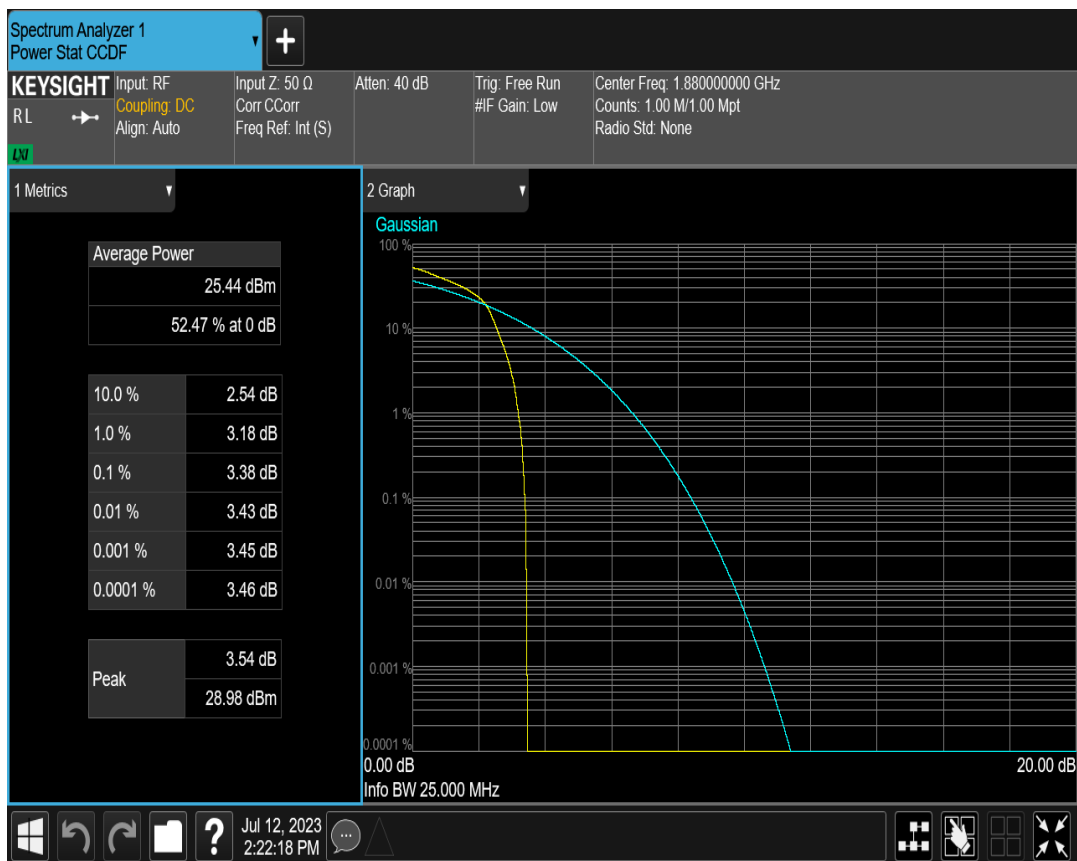 Spectrum Analyzer 1
Power Stat CCDF
+
KEYSIGHT
RL
LXI
Input: RF
Coupling: DC
Align: Auto
Input Z: 50 Ω
Corr CCorr
Freq Ref: Int (S)
Atten: 40 dB
Trig: Free Run
#IF Gain: Low
Center Freq: 1.880000000 GHz
Counts: 1.00 M/1.00 Mpt
Radio Std: None
1 Metrics
Average Power
25.44 dBm
52.47 % at 0 dB
10.0 % 2.54 dB
1.0 % 3.18 dB
0.1 % 3.38 dB
0.01 % 3.43 dB
0.001 % 3.45 dB
0.0001 % 3.46 dB
Peak
3.54 dB
28.98 dBm
2 Graph
Gaussian
100 %
10 %
1 %
0.1 %
0.01 %
0.001 %
0.0001 %
0.00 dB 20.00 dB
Info BW 25.000 MHz
?
Jul 12, 2023
2:22:18 PM